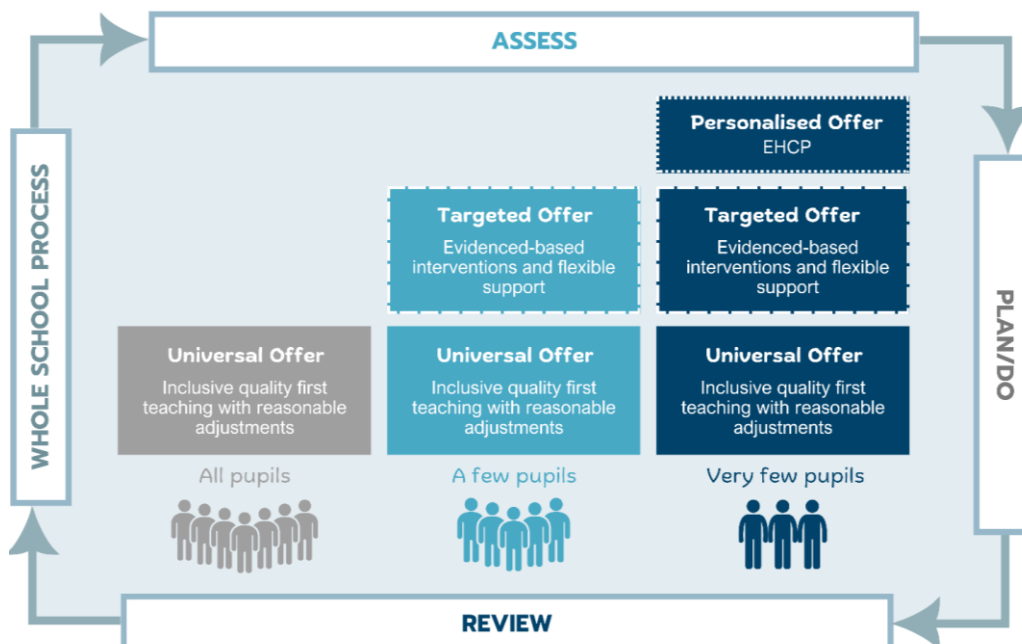 ASSESS
WHOLE SCHOOL PROCESS
PLAN/DO
Personalised Offer
EHCP
Targeted Offer
Evidenced-based
interventions and flexible
support
Targeted Offer
Evidenced-based
interventions and flexible
support
Universal Offer
Inclusive quality first
teaching with reasonable
adjustments
Universal Offer
Inclusive quality first
teaching with reasonable
adjustments
Universal Offer
Inclusive quality first
teaching with reasonable
adjustments
All pupils
A few pupils
Very few pupils
REVIEW